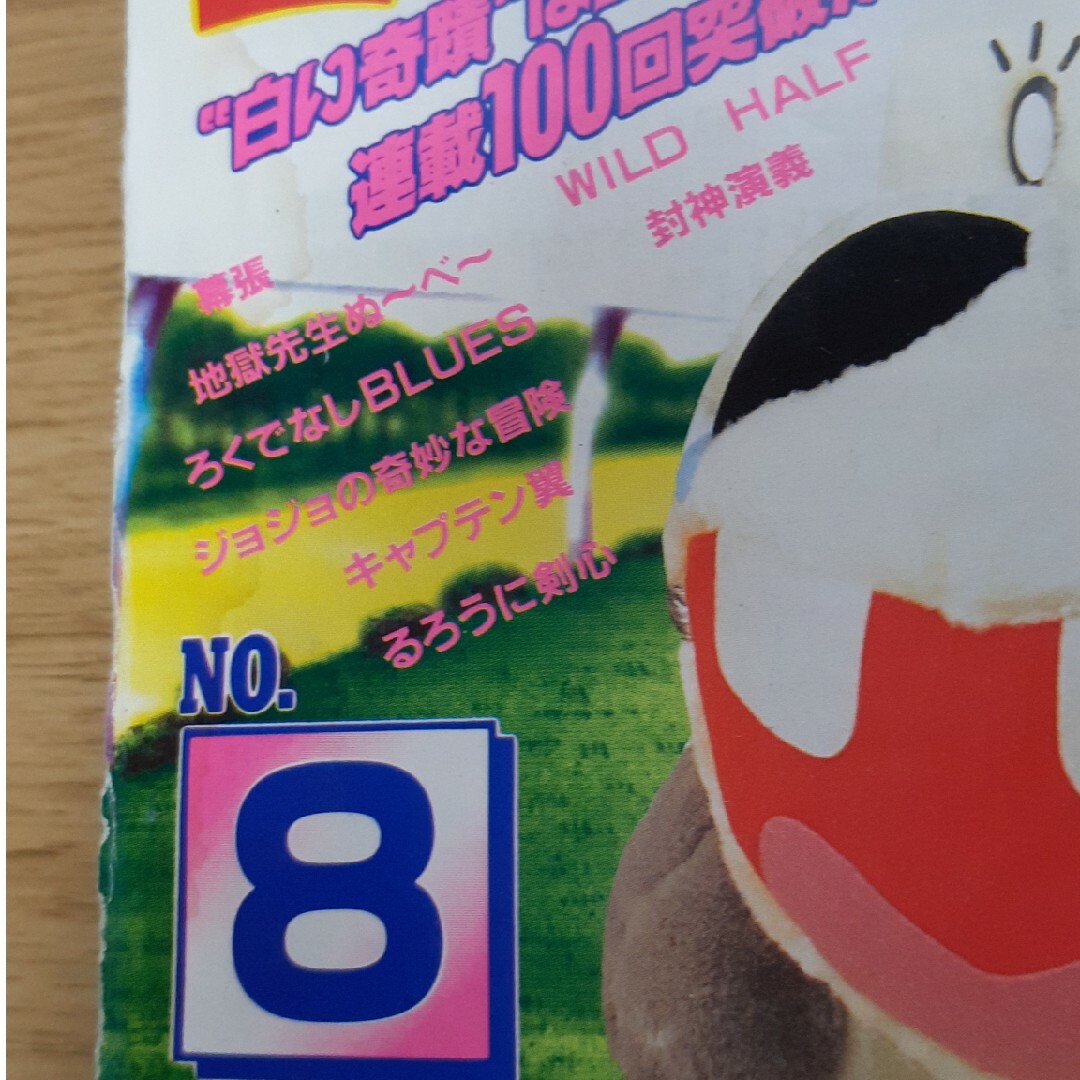 "白い奇蹟"は
連載100回突破
WILD HALF
封神演義
幕張
地獄先生ぬ～べ～
ろくでなしBLUES
ジョジョの奇妙な冒険
キャプテン翼
るろうに剣心
NO.
8